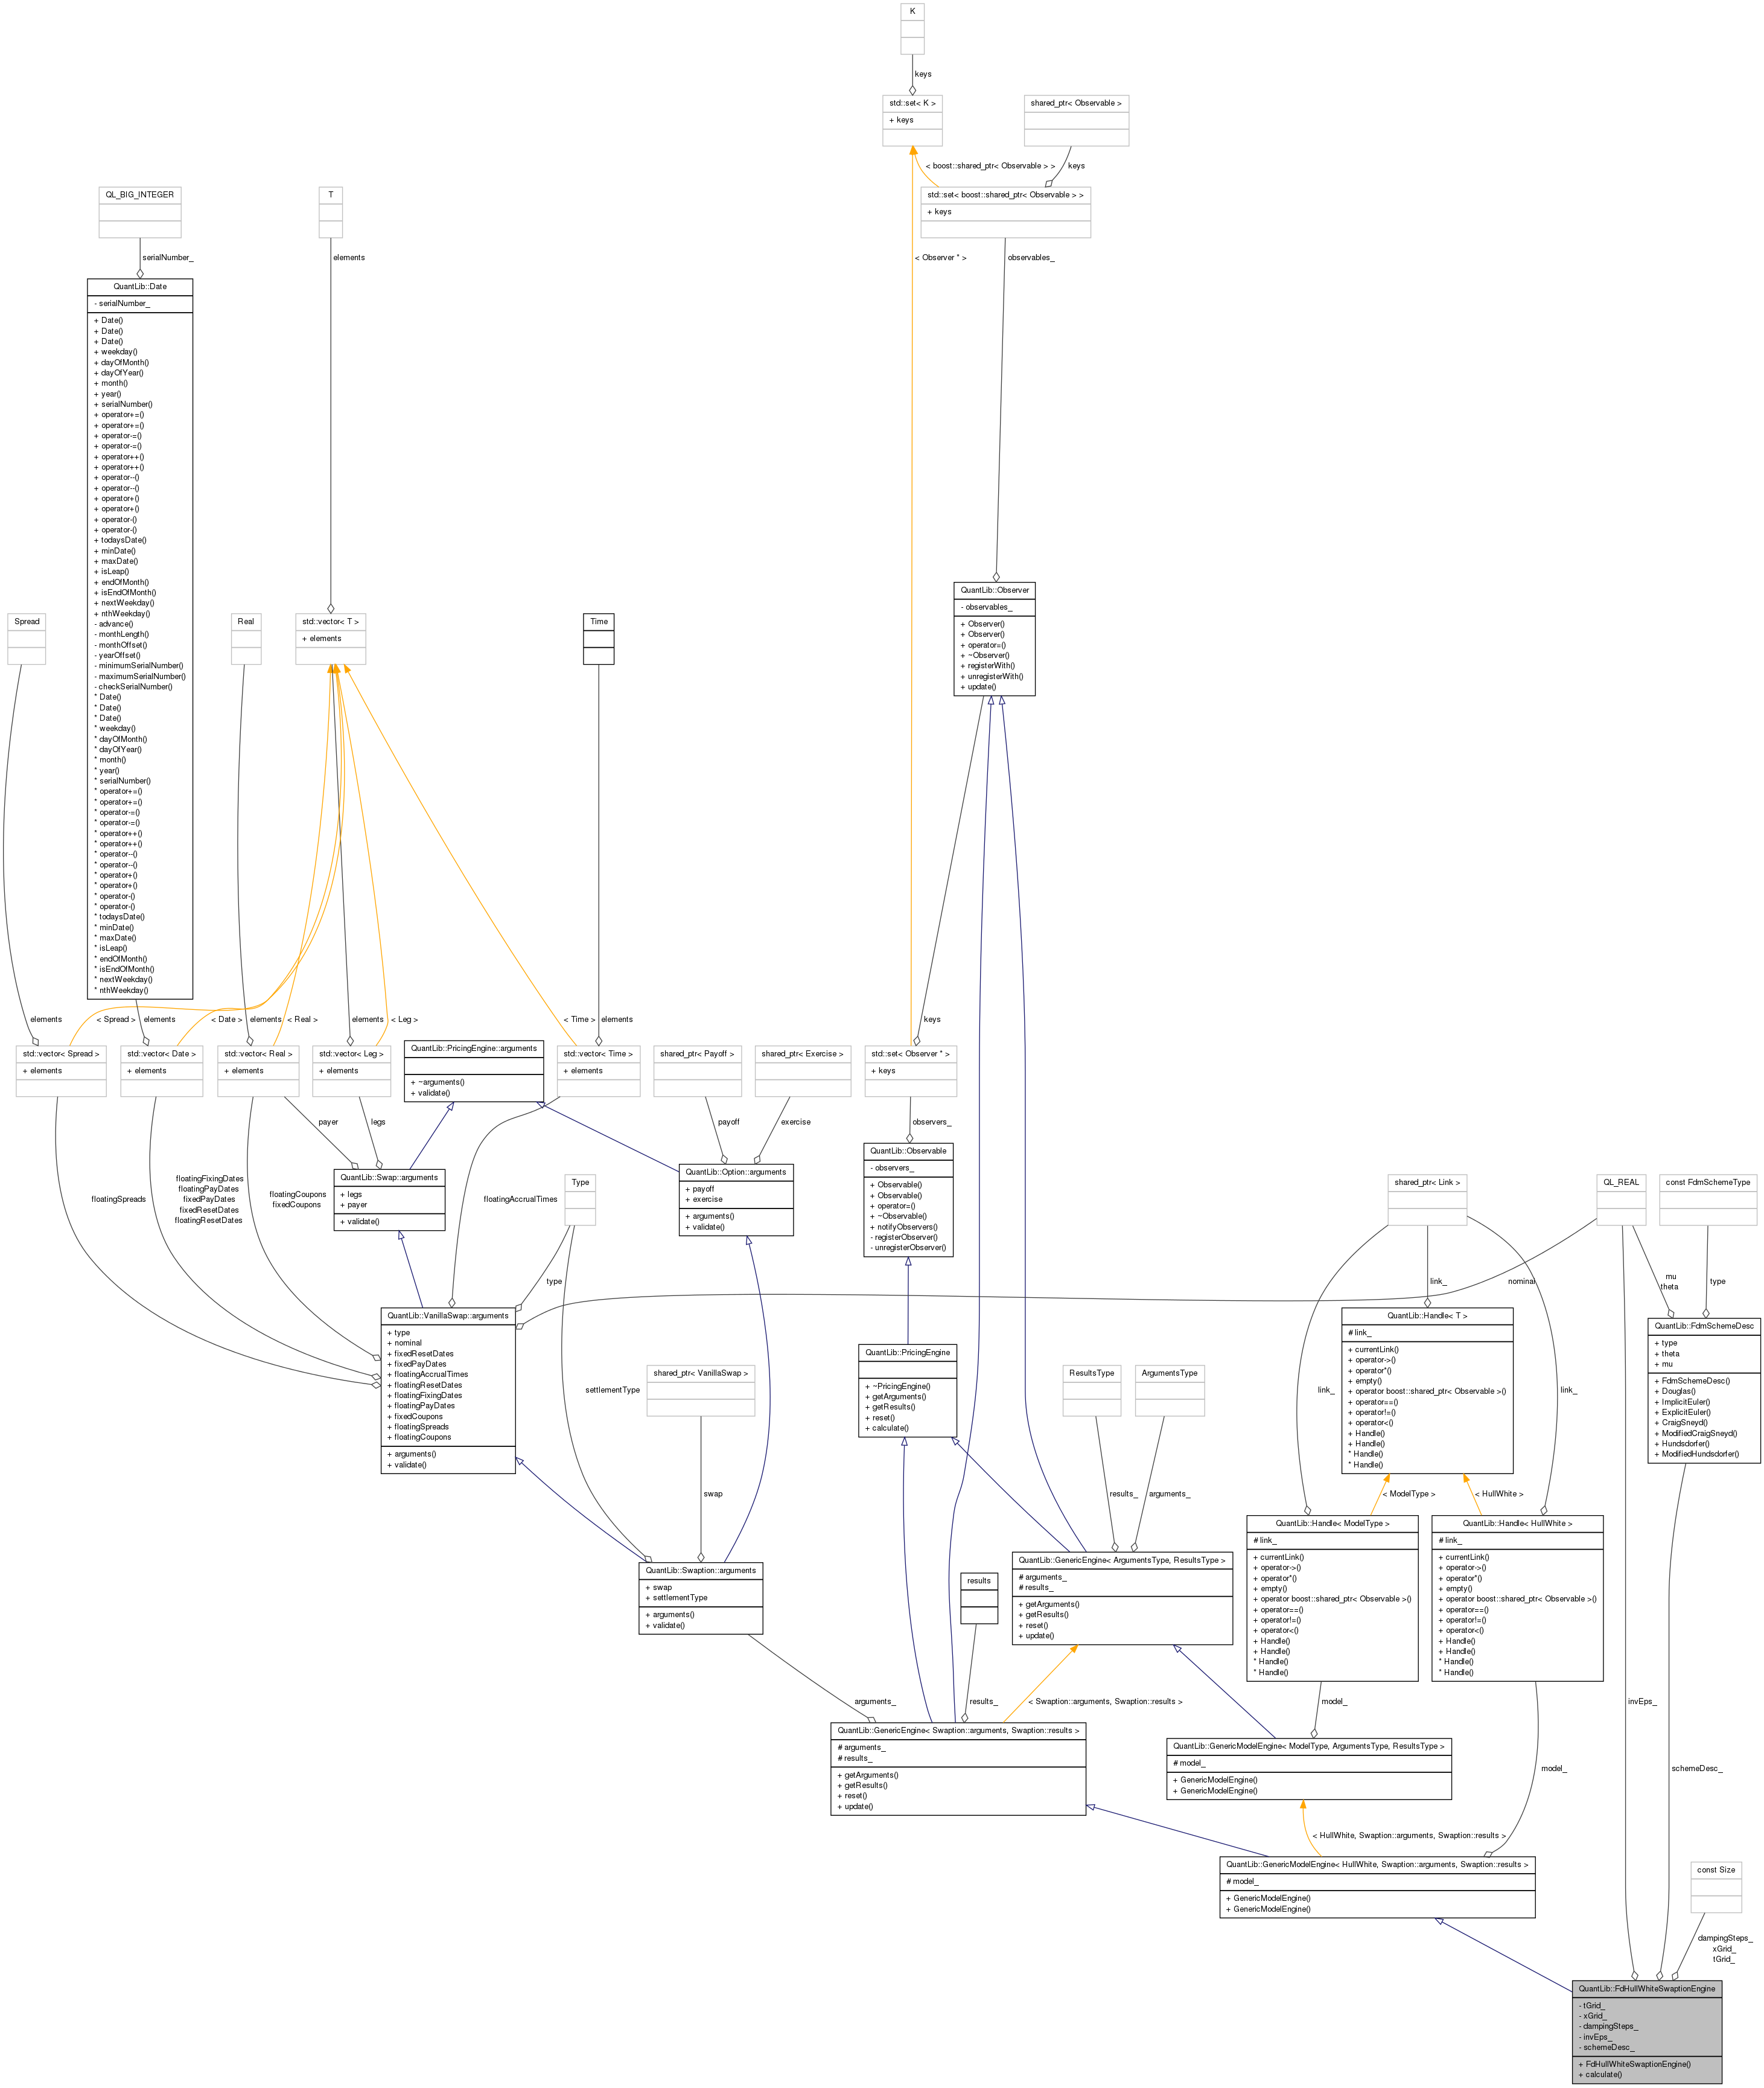 K
keys
std::set< K >
+ keys
shared_ptr< Observable >
< boost::shared_ptr< Observable > >
keys
QL_BIG_INTEGER
T
std::set< boost::shared_ptr< Observable > >
+ keys
serialNumber_
elements
< Observer * >
observables_
QuantLib::Date
- serialNumber_
+ Date()
+ Date()
+ Date()
+ weekday()
+ dayOfMonth()
+ dayOfYear()
+ month()
+ year()
+ serialNumber()
+ operator+=()
+ operator+=()
+ operator-=()
+ operator-=()
+ operator++()
+ operator++()
+ operator--()
+ operator--()
+ operator+()
+ operator+()
+ operator-()
+ operator-()
+ todaysDate()
+ minDate()
+ maxDate()
+ isLeap()
+ endOfMonth()
+ isEndOfMonth()
+ nextWeekday()
+ nthWeekday()
- advance()
- monthLength()
- monthOffset()
- yearOffset()
- minimumSerialNumber()
- maximumSerialNumber()
- checkSerialNumber()
* Date()
* Date()
* Date()
* weekday()
* dayOfMonth()
* dayOfYear()
* month()
* year()
* serialNumber()
* operator+=()
* operator+=()
* operator-=()
* operator-=()
* operator++()
* operator++()
* operator--()
* operator--()
* operator+()
* operator+()
* operator-()
* operator-()
* todaysDate()
* minDate()
* maxDate()
* isLeap()
* endOfMonth()
* isEndOfMonth()
* nextWeekday()
* nthWeekday()
Spread
Real
std::vector< T >
+ elements
Time
QuantLib::Observer
- observables_
+ Observer()
+ Observer()
+ operator=()
+ ~Observer()
+ registerWith()
+ unregisterWith()
+ update()
elements
< Spread >
elements
< Date >
elements
< Real >
elements
< Leg >
< Time >
elements
keys
std::vector< Spread >
+ elements
std::vector< Date >
+ elements
std::vector< Real >
+ elements
std::vector< Leg >
+ elements
QuantLib::PricingEngine::arguments
+ ~arguments()
+ validate()
std::vector< Time >
+ elements
shared_ptr< Payoff >
shared_ptr< Exercise >
std::set< Observer * >
+ keys
payer
legs
payoff
exercise
observers_
QuantLib::Swap::arguments
+ legs
+ payer
+ validate()
QuantLib::Option::arguments
+ payoff
+ exercise
+ arguments()
+ validate()
QuantLib::Observable
- observers_
+ Observable()
+ Observable()
+ operator=()
+ ~Observable()
+ notifyObservers()
- registerObserver()
- unregisterObserver()
floatingSpreads
floatingFixingDates
floatingPayDates
fixedPayDates
fixedResetDates
floatingResetDates
floatingCoupons
fixedCoupons
floatingAccrualTimes
Type
shared_ptr< Link >
QL_REAL
const FdmSchemeType
type
link_
nominal
mu
theta
type
QuantLib::VanillaSwap::arguments
+ type
+ nominal
+ fixedResetDates
+ fixedPayDates
+ floatingAccrualTimes
+ floatingResetDates
+ floatingFixingDates
+ floatingPayDates
+ fixedCoupons
+ floatingSpreads
+ floatingCoupons
+ arguments()
+ validate()
QuantLib::Handle< T >
# link_
+ currentLink()
+ operator->()
+ operator*()
+ empty()
+ operator boost::shared_ptr< Observable >()
+ operator==()
+ operator!=()
+ operator<()
+ Handle()
+ Handle()
* Handle()
* Handle()
QuantLib::FdmSchemeDesc
+ type
+ theta
+ mu
+ FdmSchemeDesc()
+ Douglas()
+ ImplicitEuler()
+ ExplicitEuler()
+ CraigSneyd()
+ ModifiedCraigSneyd()
+ Hundsdorfer()
+ ModifiedHundsdorfer()
QuantLib::PricingEngine
+ ~PricingEngine()
+ getArguments()
+ getResults()
+ reset()
+ calculate()
settlementType
shared_ptr< VanillaSwap >
ResultsType
ArgumentsType
link_
link_
swap
results_
arguments_
< ModelType >
< HullWhite >
QuantLib::Handle< ModelType >
# link_
+ currentLink()
+ operator->()
+ operator*()
+ empty()
+ operator boost::shared_ptr< Observable >()
+ operator==()
+ operator!=()
+ operator<()
+ Handle()
+ Handle()
* Handle()
* Handle()
QuantLib::Handle< HullWhite >
# link_
+ currentLink()
+ operator->()
+ operator*()
+ empty()
+ operator boost::shared_ptr< Observable >()
+ operator==()
+ operator!=()
+ operator<()
+ Handle()
+ Handle()
* Handle()
* Handle()
QuantLib::Swaption::arguments
+ swap
+ settlementType
+ arguments()
+ validate()
results
QuantLib::GenericEngine< ArgumentsType, ResultsType >
# arguments_
# results_
+ getArguments()
+ getResults()
+ reset()
+ update()
arguments_
results_
< Swaption::arguments, Swaption::results >
model_
invEps_
QuantLib::GenericEngine< Swaption::arguments, Swaption::results >
# arguments_
# results_
+ getArguments()
+ getResults()
+ reset()
+ update()
QuantLib::GenericModelEngine< ModelType, ArgumentsType, ResultsType >
# model_
+ GenericModelEngine()
+ GenericModelEngine()
model_
schemeDesc_
< HullWhite, Swaption::arguments, Swaption::results >
QuantLib::GenericModelEngine< HullWhite, Swaption::arguments, Swaption::results >
# model_
+ GenericModelEngine()
+ GenericModelEngine()
const Size
dampingSteps_
xGrid_
tGrid_
QuantLib::FdHullWhiteSwaptionEngine
- tGrid_
- xGrid_
- dampingSteps_
- invEps_
- schemeDesc_
+ FdHullWhiteSwaptionEngine()
+ calculate()